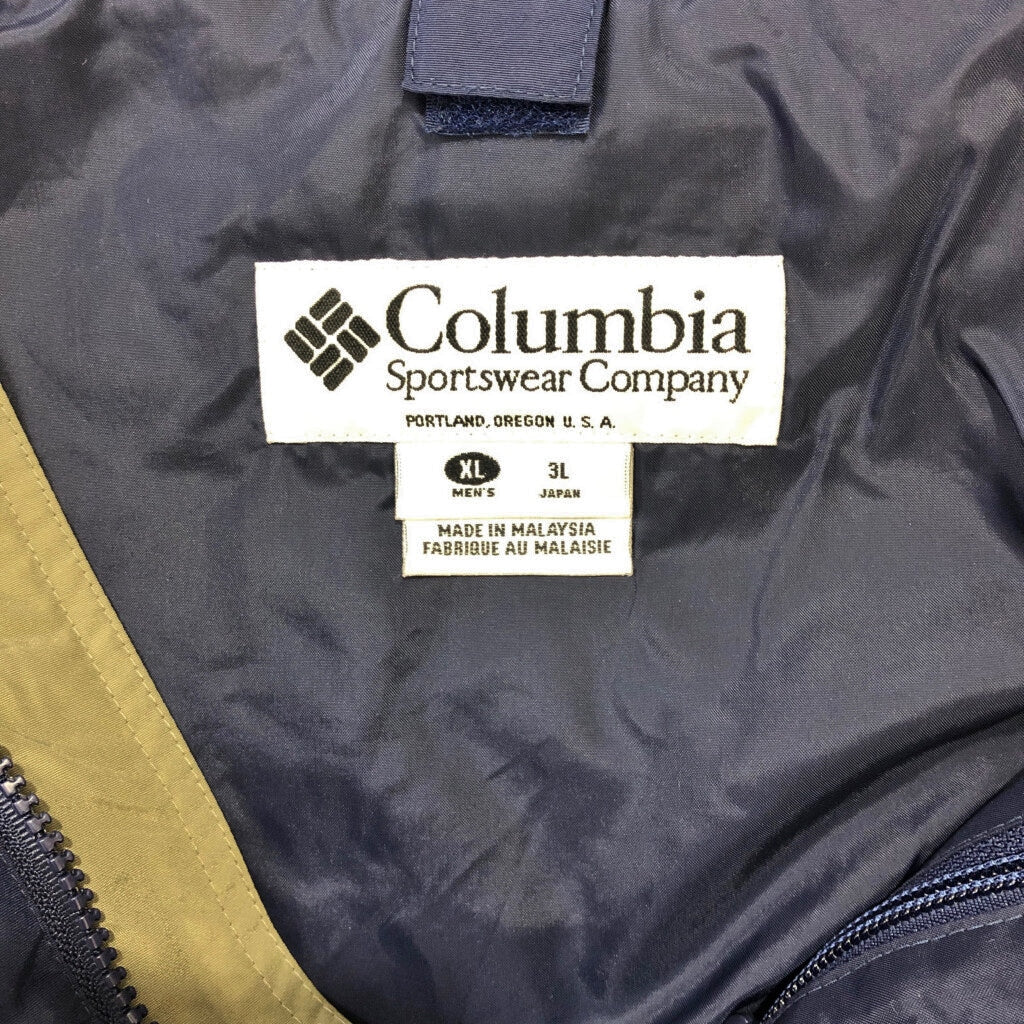 Columbia
Sportswear Company
PORTLAND, OREGON U.S.A.
XL 3L
MEN'S JAPAN
MADE IN MALAYSIA
FABRIQUE AU MALAISIE